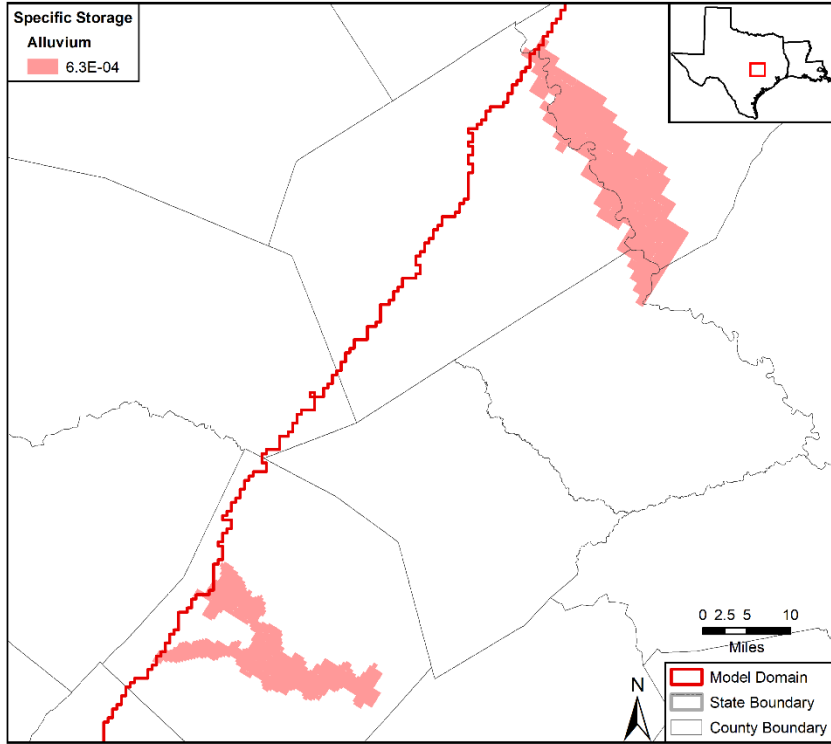 Specific Storage
Alluvium
6.3E-04
0 2.5 5 10
Miles
N
Model Domain
State Boundary
County Boundary